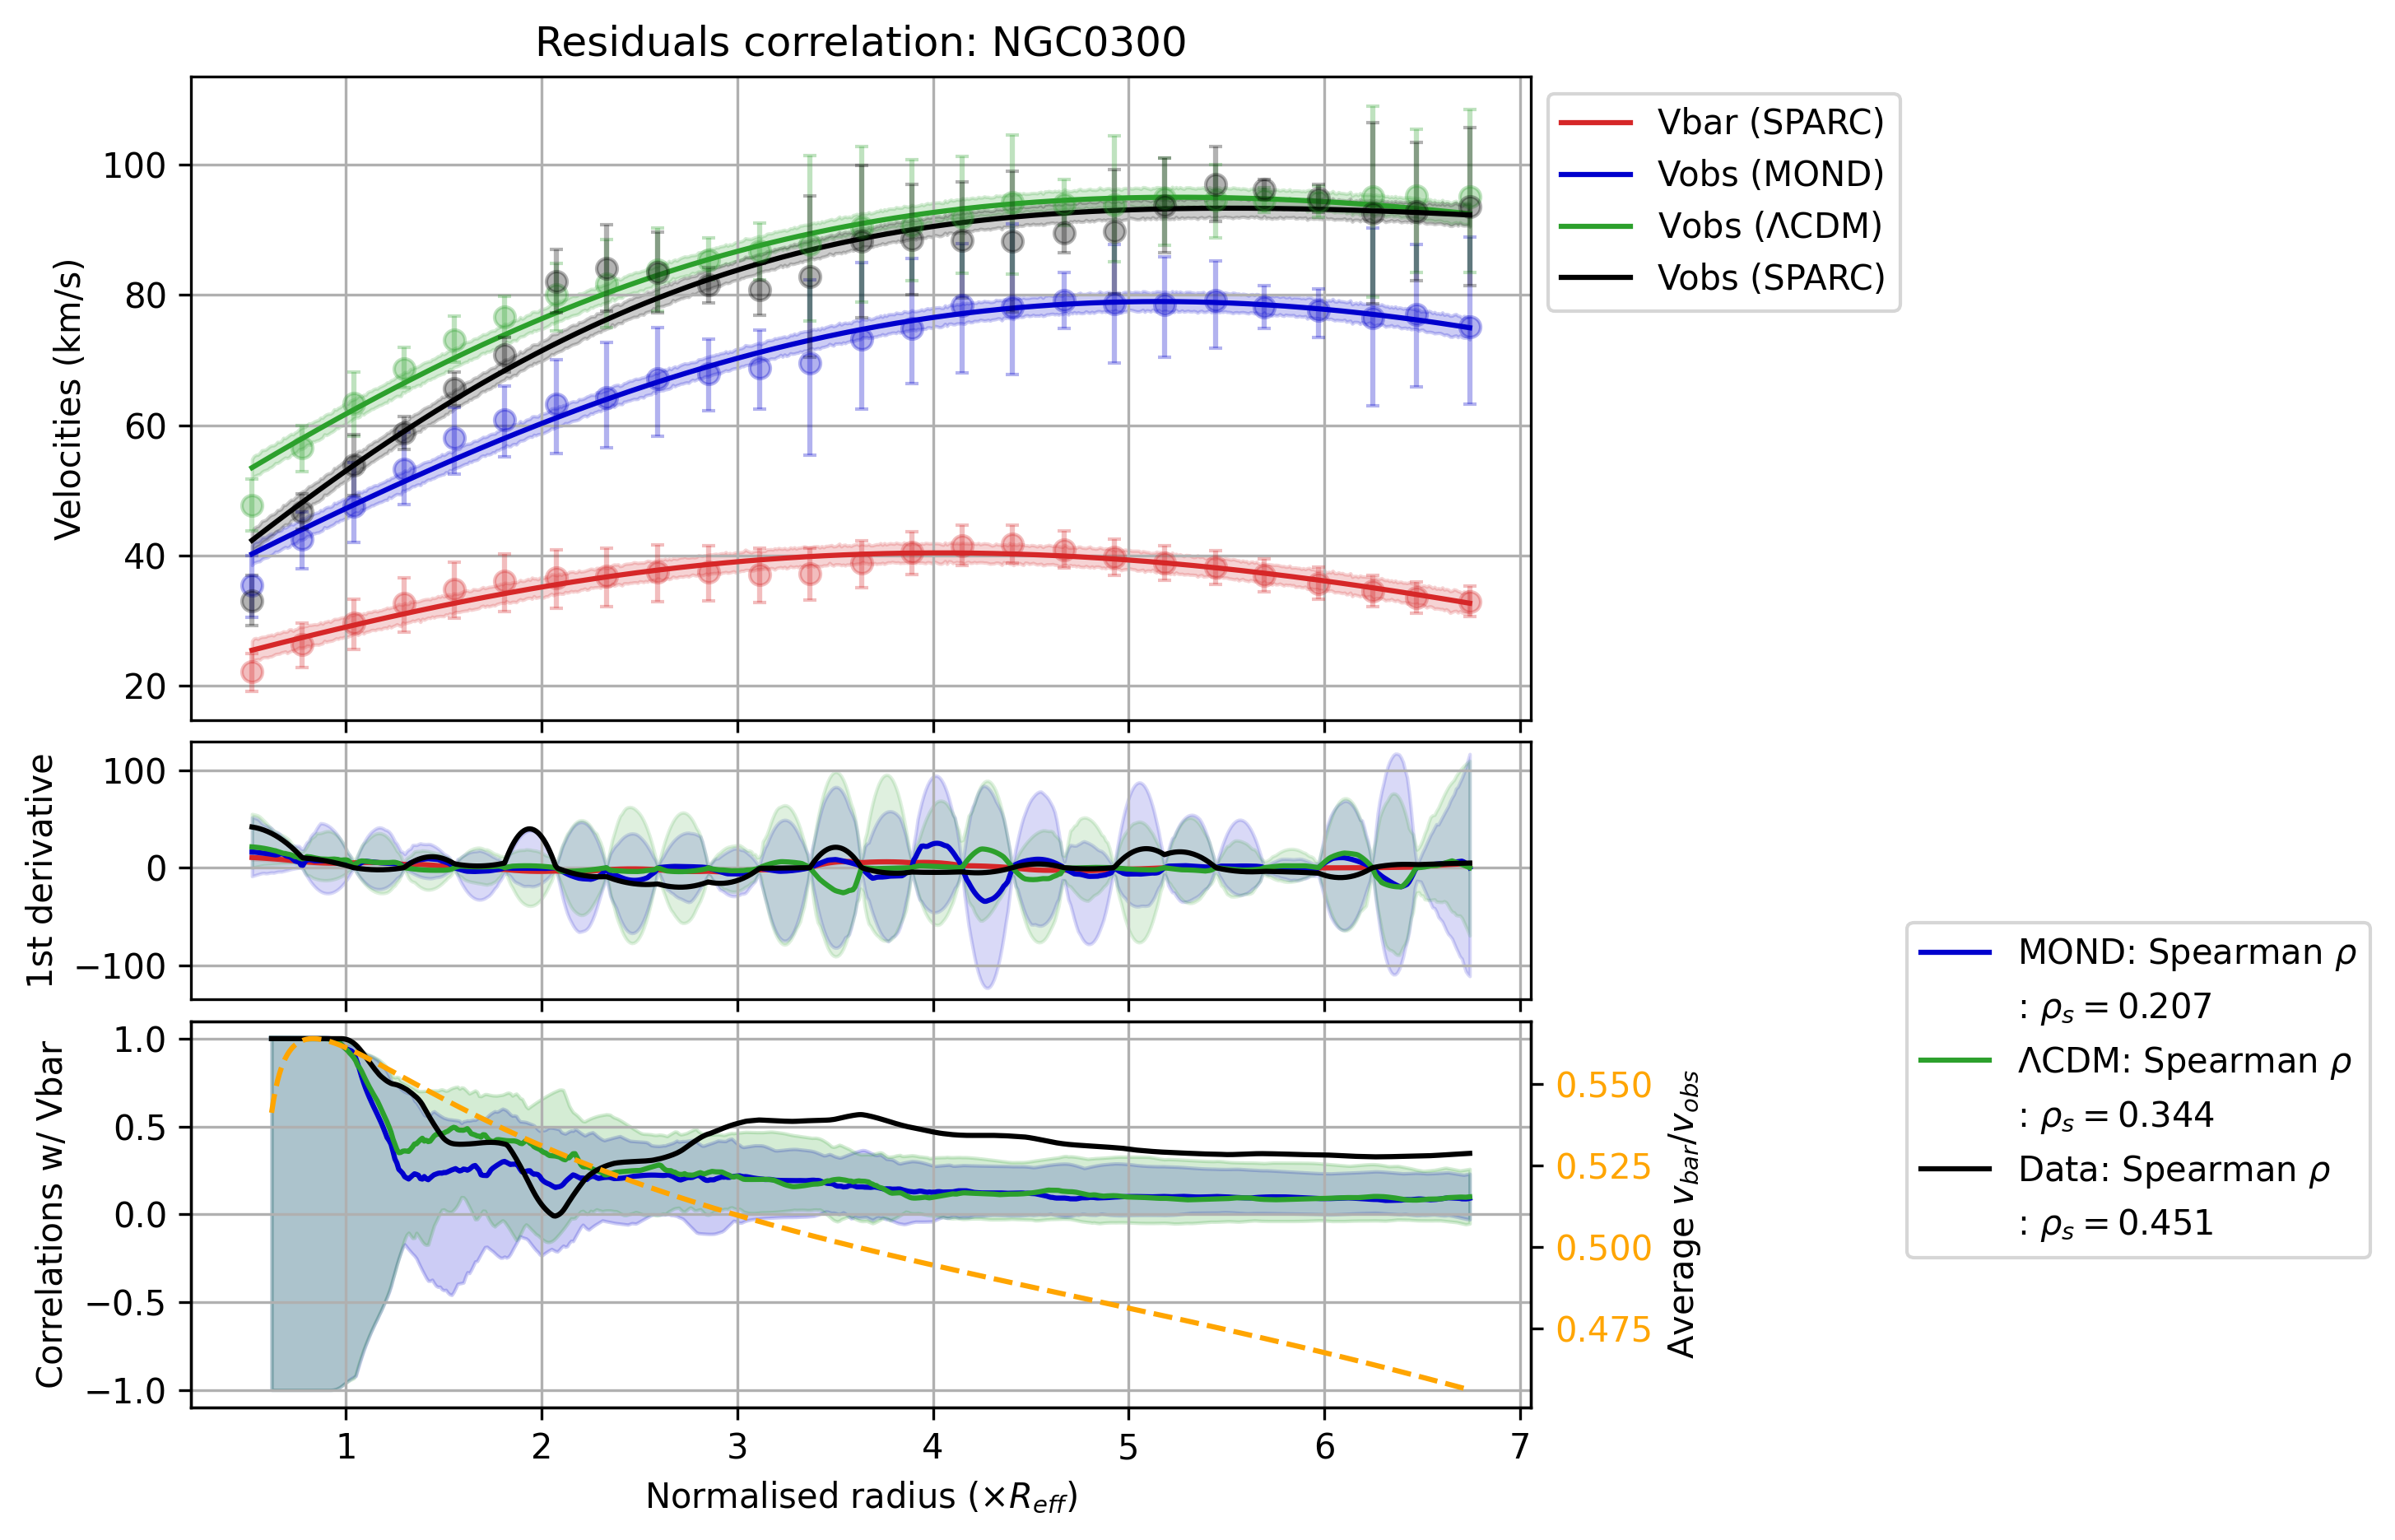 Residuals correlation: NGC0300
Velocities (km/s)
100
80
60
40
20
Vbar (SPARC)
Vobs (MOND)
Vobs (ΛCDM)
Vobs (SPARC)
1st derivative
100
0
−100
MOND: Spearman ρ
: ρₛ = 0.207
ΛCDM: Spearman ρ
: ρₛ = 0.344
Data: Spearman ρ
: ρₛ = 0.451
Correlations w/ Vbar
1.0
0.5
0.0
−0.5
−1.0
0.550
0.525
0.500
0.475
Average v_bar/v_obs
1 2 3 4 5 6 7
Normalised radius (×R_eff)